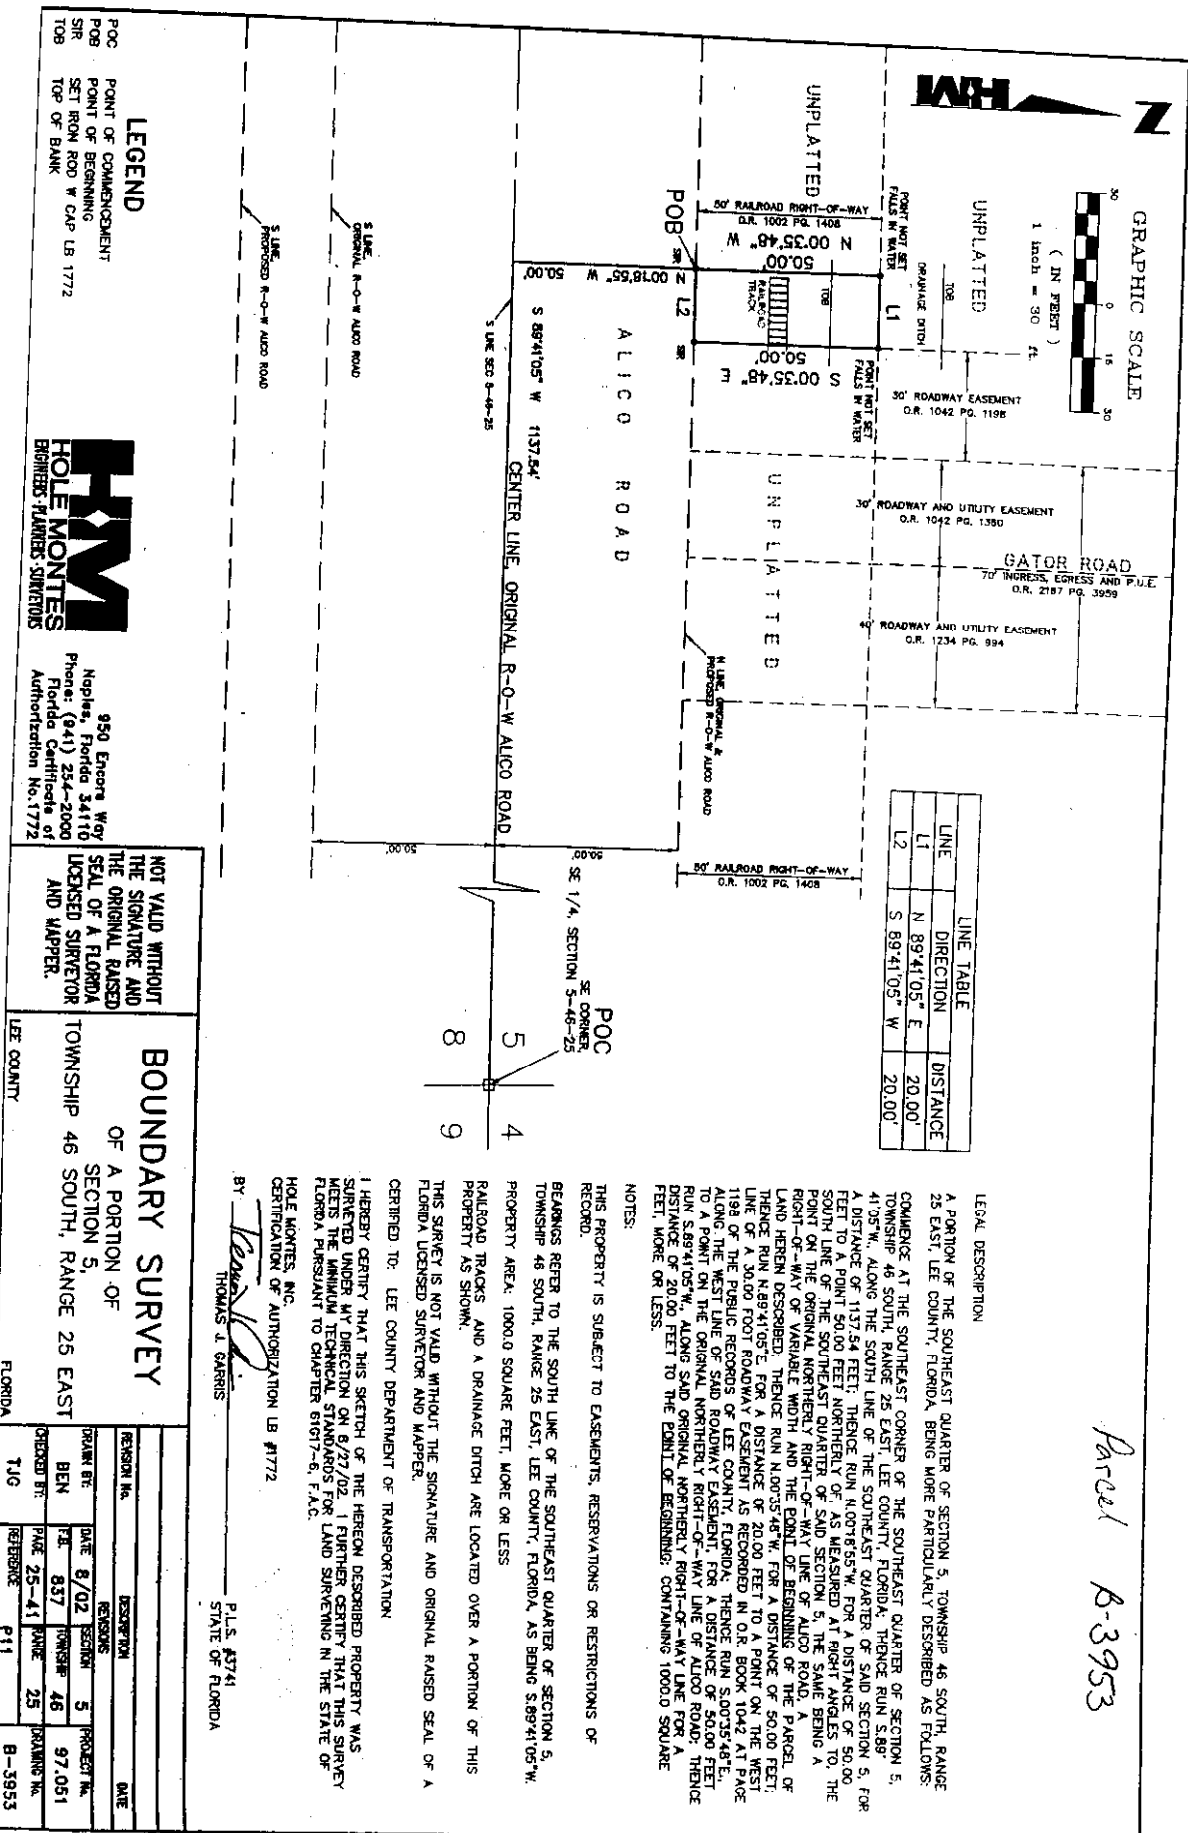 Parcel B-3953
Z
HM
GRAPHIC SCALE
30 0 15 30
( IN FEET )
1 inch = 30 ft.
UNPLATTED
UNPLATTED
TOB
DRAINAGE DITCH
POINT NOT SET
FALLS IN WATER
L1
POINT NOT SET
FALLS IN WATER
50' RAILROAD RIGHT-OF-WAY
O.R. 1002 PG. 1408
N 00°35'48" W
50.00'
TOB
RAILROAD
TRACK
50.00'
S 00°35'48" E
POB
SIR
L2
SIR
N 00°18'55" W
50.00'
30' ROADWAY EASEMENT
O.R. 1042 PG. 1198
30' ROADWAY AND UTILITY EASEMENT
O.R. 1042 PG. 1380
GATOR ROAD
70' INGRESS, EGRESS AND P.U.E.
O.R. 2187 PG. 3959
40' ROADWAY AND UTILITY EASEMENT
O.R. 1234 PG. 994
UNPLATTED
N LINE, ORIGINAL &
PROPOSED R-O-W ALICO ROAD
50' RAILROAD RIGHT-OF-WAY
O.R. 1002 PG. 1408
ALICO ROAD
S 89°41'05" W 1137.54'
CENTER LINE, ORIGINAL R-O-W ALICO ROAD
S LINE SEC 5-46-25
50.00'
50.00'
S LINE,
ORIGINAL R-O-W ALICO ROAD
S LINE,
PROPOSED R-O-W ALICO ROAD
POC
SE CORNER,
SE 1/4, SECTION 5-46-25
5 4
8 9
LINE TABLE
LINE DIRECTION DISTANCE
L1 N 89°41'05" E 20.00'
L2 S 89°41'05" W 20.00'
LEGAL DESCRIPTION
A PORTION OF THE SOUTHEAST QUARTER OF SECTION 5, TOWNSHIP 46 SOUTH, RANGE
25 EAST, LEE COUNTY, FLORIDA, BEING MORE PARTICULARLY DESCRIBED AS FOLLOWS:
COMMENCE AT THE SOUTHEAST CORNER OF THE SOUTHEAST QUARTER OF SECTION 5,
TOWNSHIP 46 SOUTH, RANGE 25 EAST, LEE COUNTY, FLORIDA; THENCE RUN S.89°
41'05"W., ALONG THE SOUTH LINE OF THE SOUTHEAST QUARTER OF SAID SECTION 5, FOR
A DISTANCE OF 1137.54 FEET; THENCE RUN N.00°18'55"W. FOR A DISTANCE OF 50.00
FEET TO A POINT 50.00 FEET NORTHERLY OF, AS MEASURED AT RIGHT ANGLES TO, THE
SOUTH LINE OF THE SOUTHEAST QUARTER OF SAID SECTION 5, THE SAME BEING A
POINT ON THE ORIGINAL NORTHERLY RIGHT-OF-WAY LINE OF ALICO ROAD, A
RIGHT-OF-WAY OF VARIABLE WIDTH AND THE POINT OF BEGINNING OF THE PARCEL OF
LAND HEREIN DESCRIBED; THENCE RUN N.00°35'48"W. FOR A DISTANCE OF 50.00 FEET;
THENCE RUN N.89°41'05"E. FOR A DISTANCE OF 20.00 FEET TO A POINT ON THE WEST
LINE OF A 30.00 FOOT ROADWAY EASEMENT AS RECORDED IN O.R. BOOK 1042 AT PAGE
1198 OF THE PUBLIC RECORDS OF LEE COUNTY, FLORIDA; THENCE RUN S.00°35'48"E.,
ALONG THE WEST LINE OF SAID ROADWAY EASEMENT, FOR A DISTANCE OF 50.00 FEET
TO A POINT ON THE ORIGINAL NORTHERLY RIGHT-OF-WAY LINE OF ALICO ROAD; THENCE
RUN S.89°41'05"W., ALONG SAID ORIGINAL NORTHERLY RIGHT-OF-WAY LINE FOR A
DISTANCE OF 20.00 FEET TO THE POINT OF BEGINNING; CONTAINING 1000.0 SQUARE
FEET, MORE OR LESS.
NOTES:
THIS PROPERTY IS SUBJECT TO EASEMENTS, RESERVATIONS OR RESTRICTIONS OF
RECORD.
BEARINGS REFER TO THE SOUTH LINE OF THE SOUTHEAST QUARTER OF SECTION 5,
TOWNSHIP 46 SOUTH, RANGE 25 EAST, LEE COUNTY, FLORIDA, AS BEING S.89°41'05"W.
PROPERTY AREA: 1000.0 SQUARE FEET, MORE OR LESS
RAILROAD TRACKS AND A DRAINAGE DITCH ARE LOCATED OVER A PORTION OF THIS
PROPERTY AS SHOWN.
THIS SURVEY IS NOT VALID WITHOUT THE SIGNATURE AND ORIGINAL RAISED SEAL OF A
FLORIDA LICENSED SURVEYOR AND MAPPER.
CERTIFIED TO: LEE COUNTY DEPARTMENT OF TRANSPORTATION
I HEREBY CERTIFY THAT THIS SKETCH OF THE HEREON DESCRIBED PROPERTY WAS
SURVEYED UNDER MY DIRECTION ON 8/27/02. I FURTHER CERTIFY THAT THIS SURVEY
MEETS THE MINIMUM TECHNICAL STANDARDS FOR LAND SURVEYING IN THE STATE OF
FLORIDA PURSUANT TO CHAPTER 61G17-6, F.A.C.
HOLE MONTES, INC.
CERTIFICATION OF AUTHORIZATION LB #1772
BY
THOMAS J. GARRIS
P.L.S. #3741
STATE OF FLORIDA
LEGEND
POC POINT OF COMMENCEMENT
POB POINT OF BEGINNING
SIR SET IRON ROD W CAP LB 1772
TOB TOP OF BANK
HM
HOLE MONTES
ENGINEERS·PLANNERS·SURVEYORS
950 Encore Way
Naples, Florida 34110
Phone: (941) 254-2000
Florida Certificate of
Authorization No.1772
NOT VALID WITHOUT
THE SIGNATURE AND
THE ORIGINAL RAISED
SEAL OF A FLORIDA
LICENSED SURVEYOR
AND MAPPER.
BOUNDARY SURVEY
OF A PORTION OF
SECTION 5,
TOWNSHIP 46 SOUTH, RANGE 25 EAST
LEE COUNTY FLORIDA
REVISION No. DESCRIPTION DATE
REVISIONS
DRAWN BY: BEN DATE 8/02 SECTION 5 PROJECT No. 97.051
F.B. 837 TOWNSHIP 46
CHECKED BY: TJG PAGE 25-41 RANGE 25 DRAWING No. B-3953
REFERENCE P11